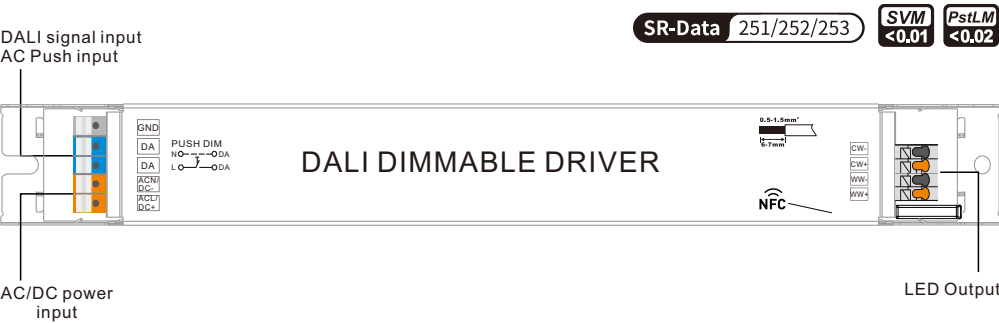 SR-Data 251/252/253
SVM
<0.01
PstLM
<0.02
DALI signal input
AC Push input
GND
DA
DA
ACN/
DC-
ACL/
DC+
PUSH DIM
NO DA
L DA
DALI DIMMABLE DRIVER
0.5-1.5mm²
6-7mm
NFC
CW-
CW+
WW-
WW+
AC/DC power
input
LED Output